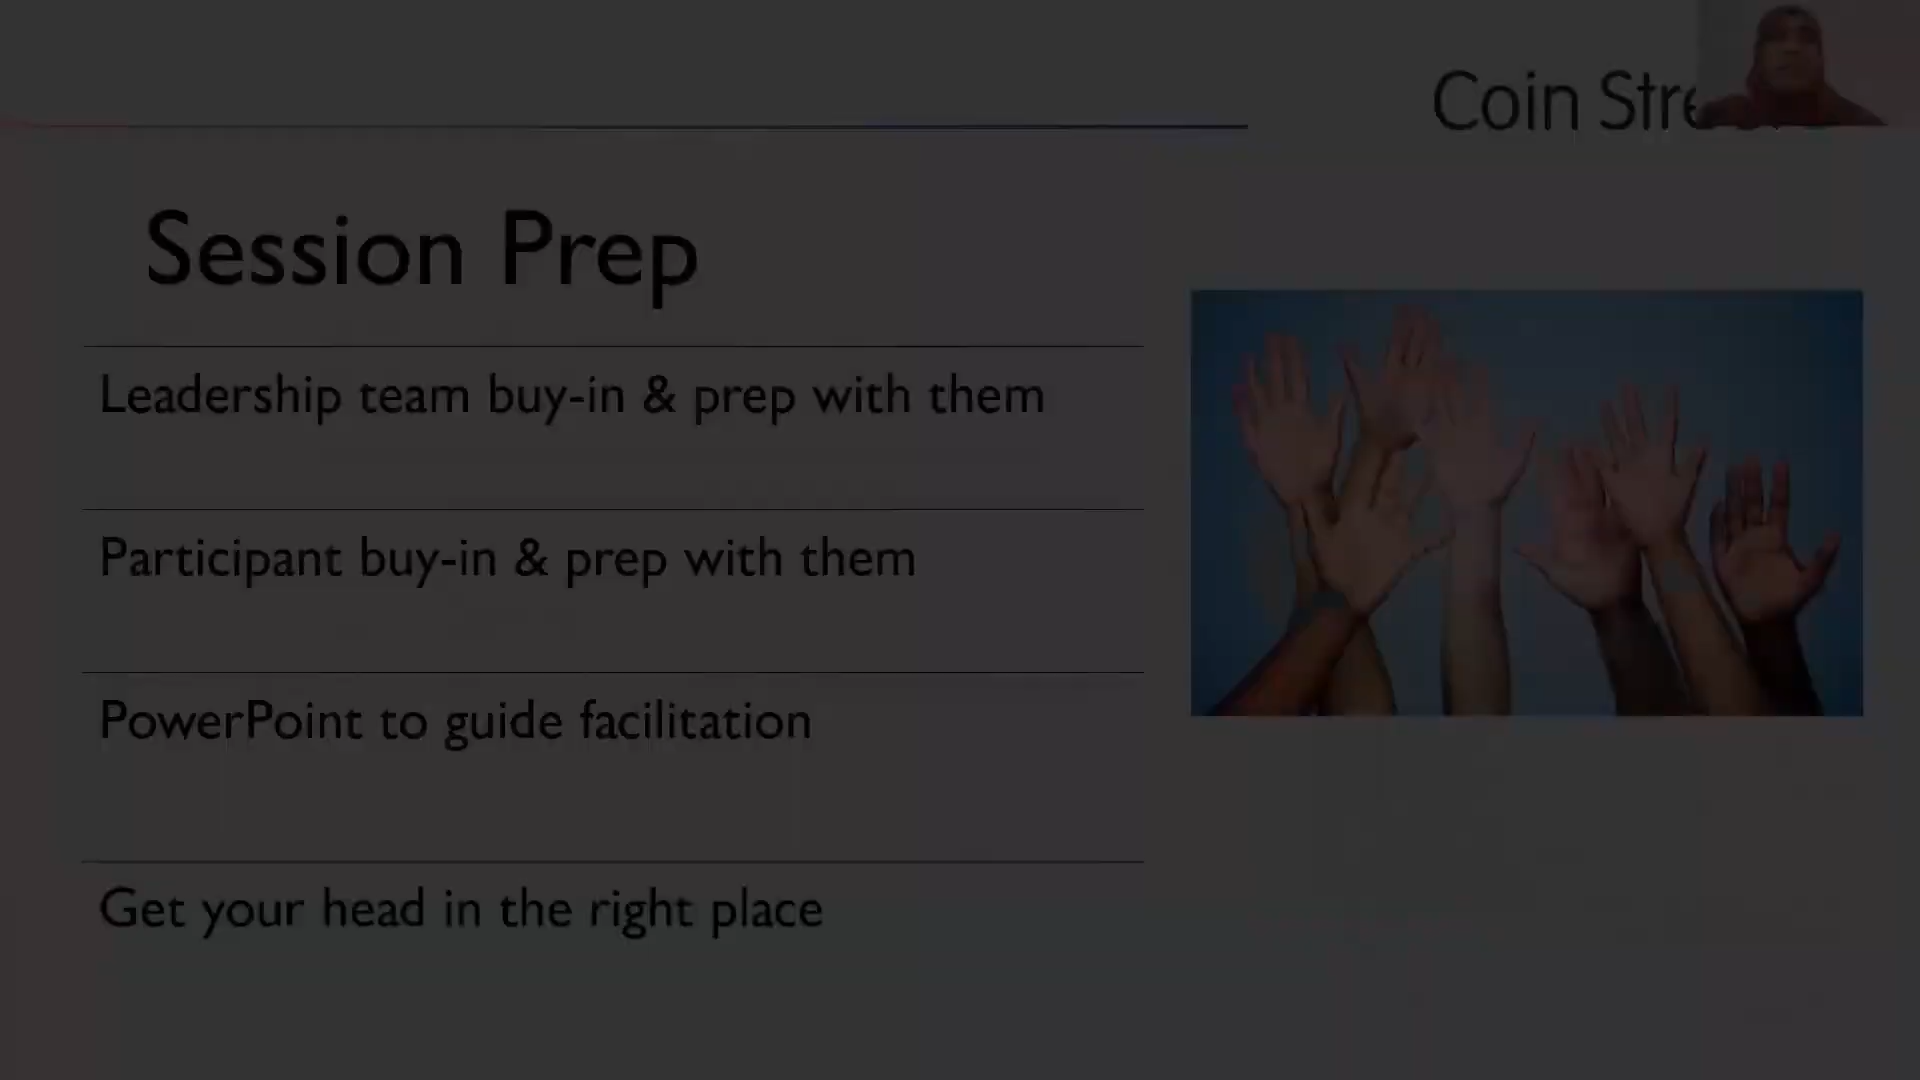 Coin
Session Prep
Leadership team buy-in & prep with them
Participant buy-in & prep with them
PowerPoint to guide facilitation
Get your head in the right place